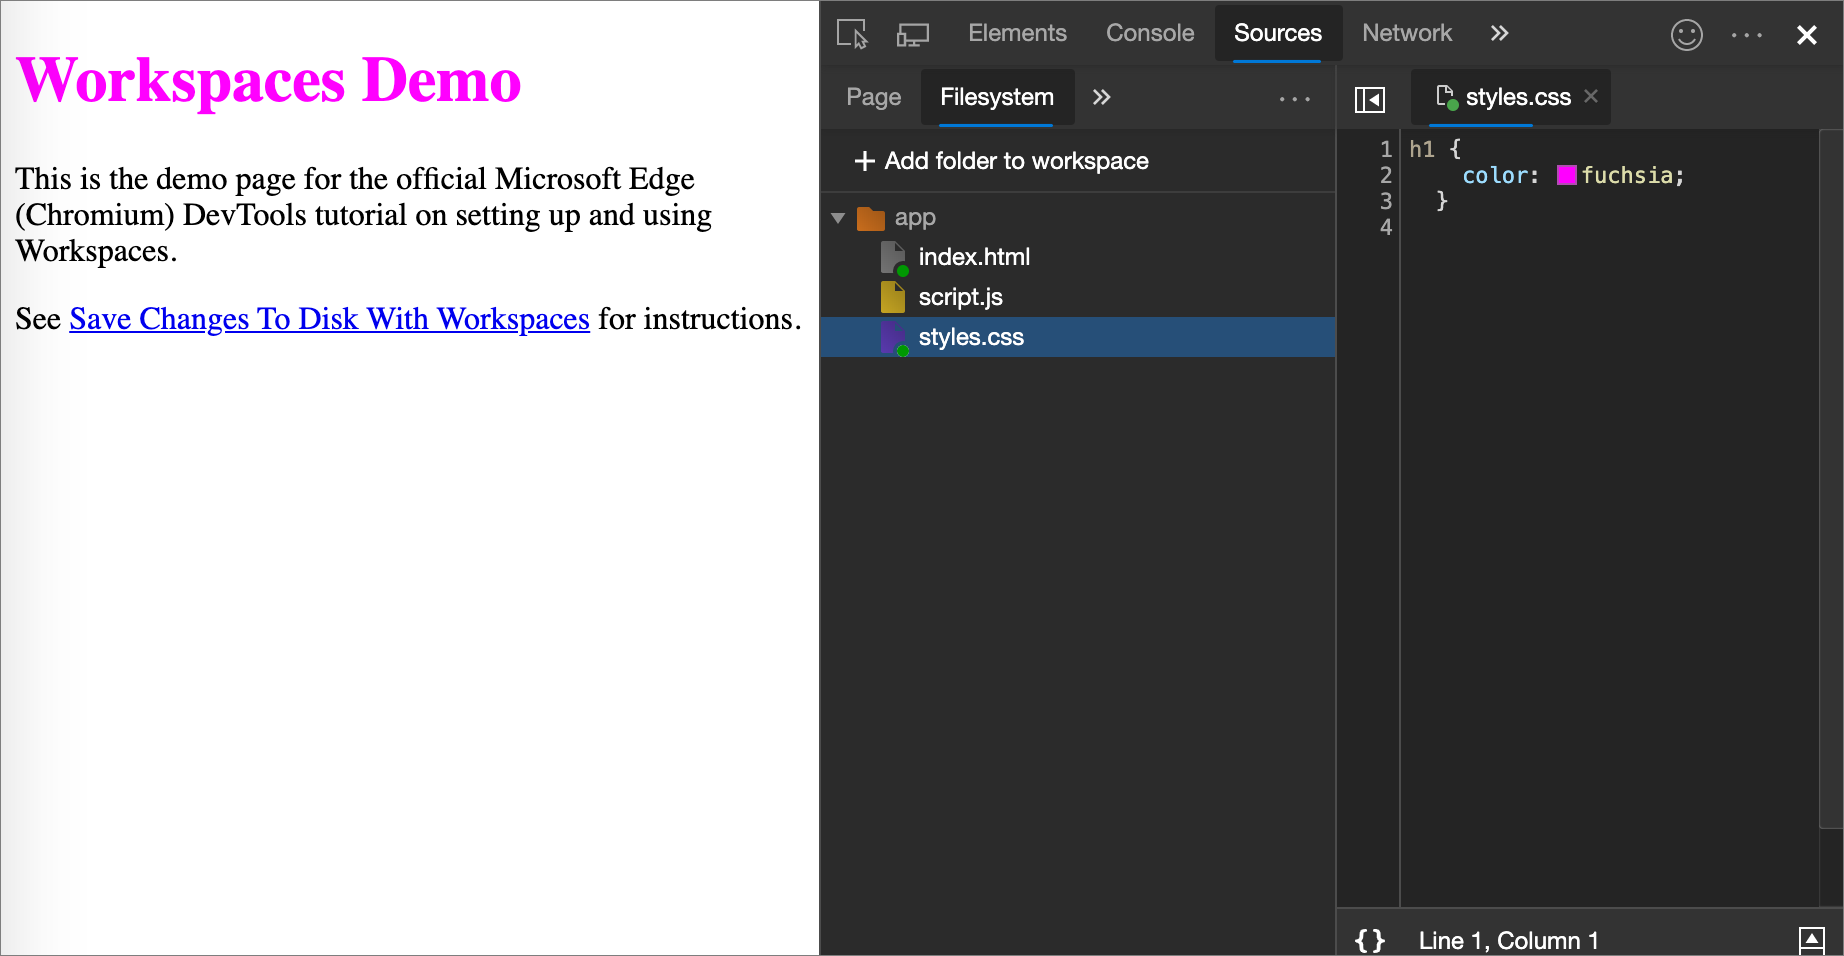 Workspaces Demo
This is the demo page for the official Microsoft Edge
(Chromium) DevTools tutorial on setting up and using
Workspaces.
See Save Changes To Disk With Workspaces for instructions.
Elements Console Sources Network
Page Filesystem
+ Add folder to workspace
app
index.html
script.js
styles.css
styles.css
1 h1 {
2 color: fuchsia;
3 }
4
{} Line 1, Column 1